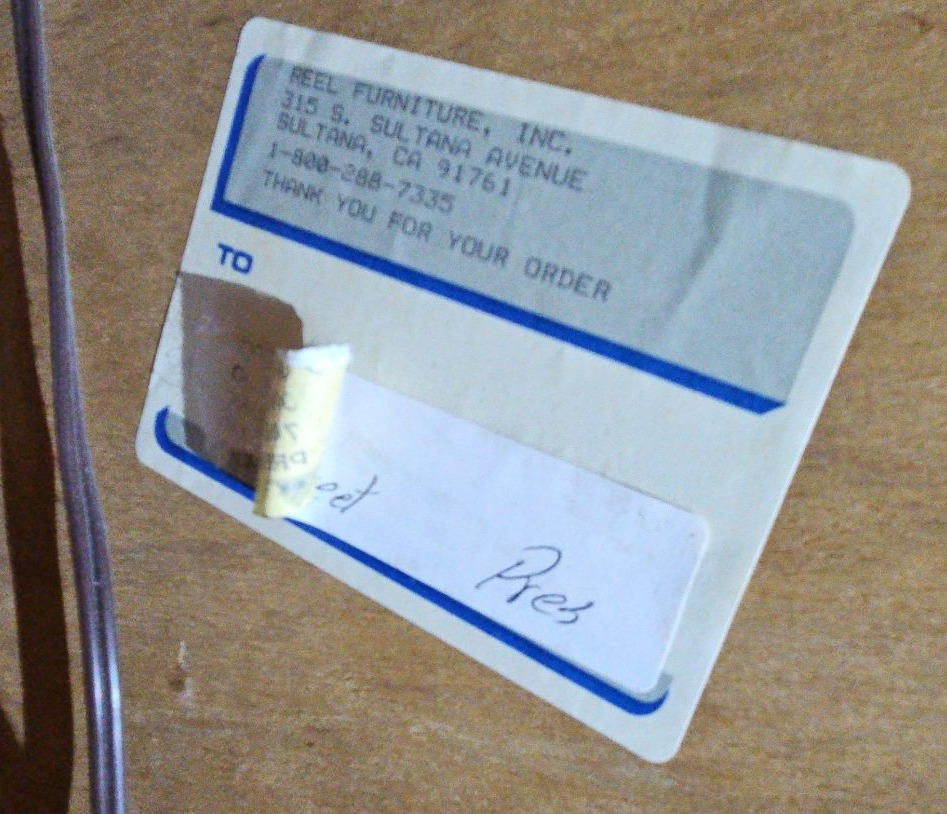 REEL FURNITURE, INC.
315 S. SULTANA AVENUE
SULTANA, CA 91761
1-800-288-7335
THANK YOU FOR YOUR ORDER
TO
Pres